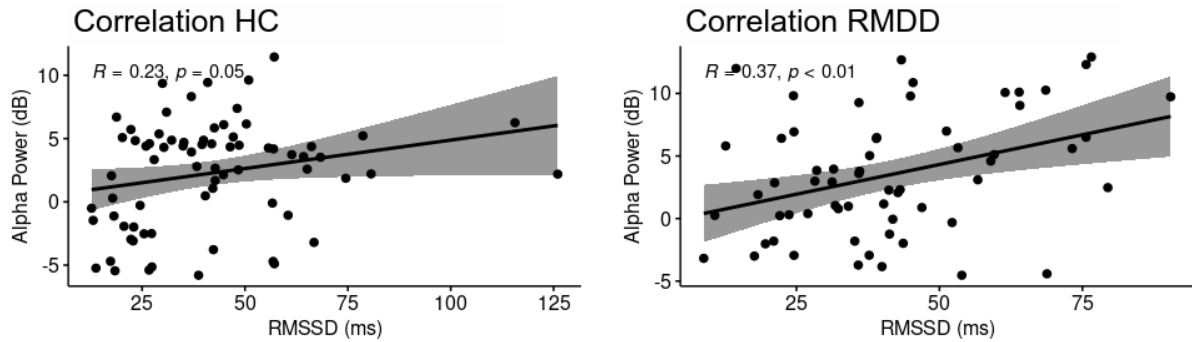 Correlation HC
R = 0.23, p = 0.05
10
5
0
-5
Alpha Power (dB)
25
50
75
100
125
RMSSD (ms)
Correlation RMDD
R = 0.37, p < 0.01
10
5
0
-5
Alpha Power (dB)
25
50
75
RMSSD (ms)